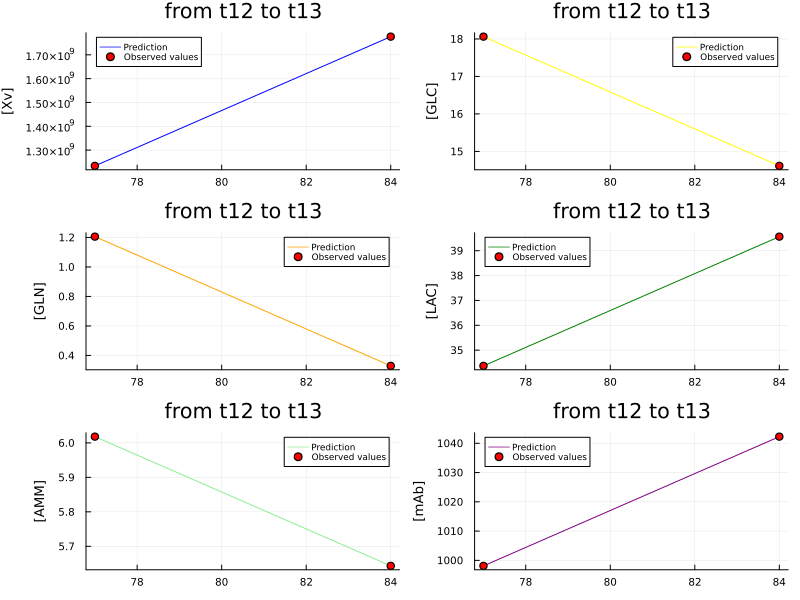 from t12 to t13
[Xv]
1.70×10⁹
1.60×10⁹
1.50×10⁹
1.40×10⁹
1.30×10⁹
Prediction
Observed values
78 80 82 84
from t12 to t13
[GLC]
18
17
16
15
Prediction
Observed values
78 80 82 84
from t12 to t13
[GLN]
1.2
1.0
0.8
0.6
0.4
Prediction
Observed values
78 80 82 84
from t12 to t13
[LAC]
39
38
37
36
35
Prediction
Observed values
78 80 82 84
from t12 to t13
[AMM]
6.0
5.9
5.8
5.7
Prediction
Observed values
78 80 82 84
from t12 to t13
[mAb]
1040
1030
1020
1010
1000
Prediction
Observed values
78 80 82 84